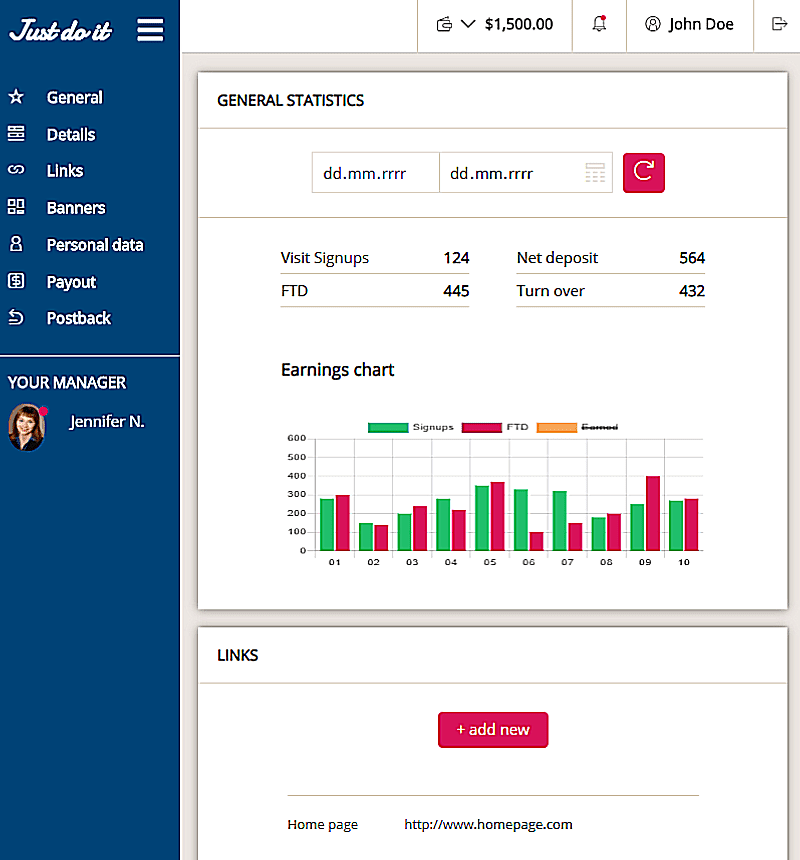 Just do it
$1,500.00
John Doe
General
Details
Links
Banners
Personal data
Payout
Postback
YOUR MANAGER
Jennifer N.
GENERAL STATISTICS
dd.mm.rrrr dd.mm.rrrr
Visit Signups 124 Net deposit 564
FTD 445 Turn over 432
Earnings chart
Signups FTD Earned
600
500
400
300
200
100
0
01 02 03 04 05 06 07 08 09 10
LINKS
+ add new
Home page http://www.homepage.com